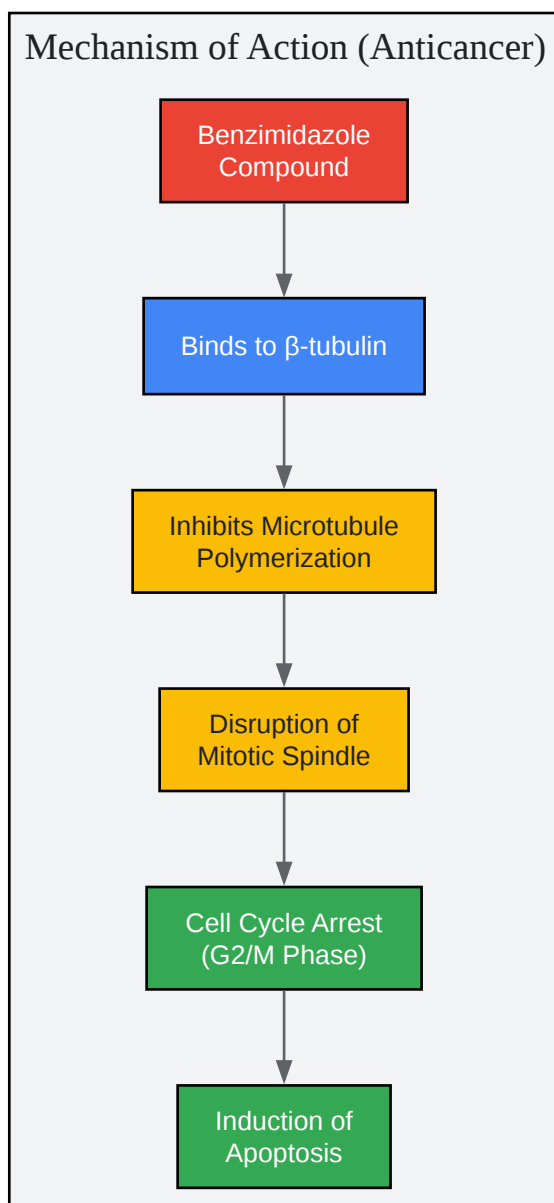 Mechanism of Action (Anticancer)
Benzimidazole
Compound
Binds to β-tubulin
Inhibits Microtubule
Polymerization
Disruption of
Mitotic Spindle
Cell Cycle Arrest
(G2/M Phase)
Induction of
Apoptosis